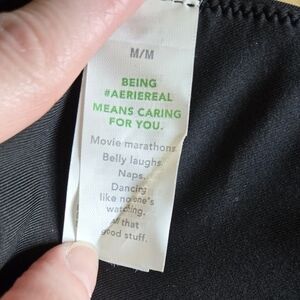 M/M
BEING
#AERIEREAL
MEANS CARING
FOR YOU.
Movie marathons.
Belly laughs.
Naps.
Dancing
like no one's
watching.
All that
good stuff.